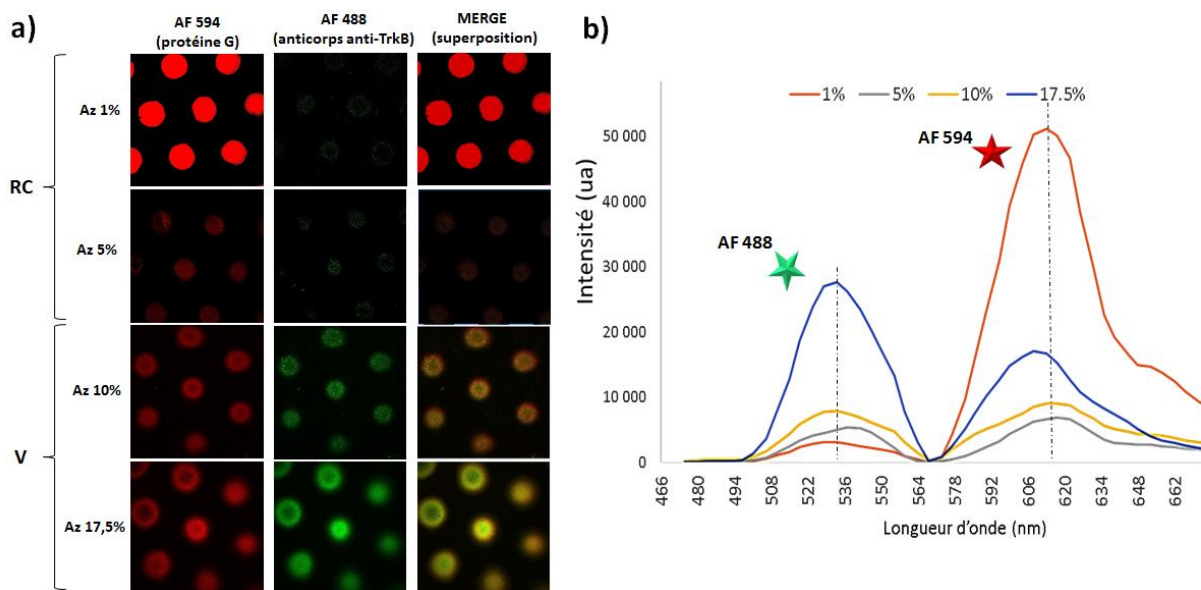 a)
AF 594
(protéine G)
AF 488
(anticorps anti-TrkB)
MERGE
(superposition)
RC
Az 1%
Az 5%
V
Az 10%
Az 17,5%
b)
1% 5% 10% 17.5%
AF 594
AF 488
Intensité (ua)
50 000
40 000
30 000
20 000
10 000
0
466 480 494 508 522 536 550 564 578 592 606 620 634 648 662
Longueur d’onde (nm)